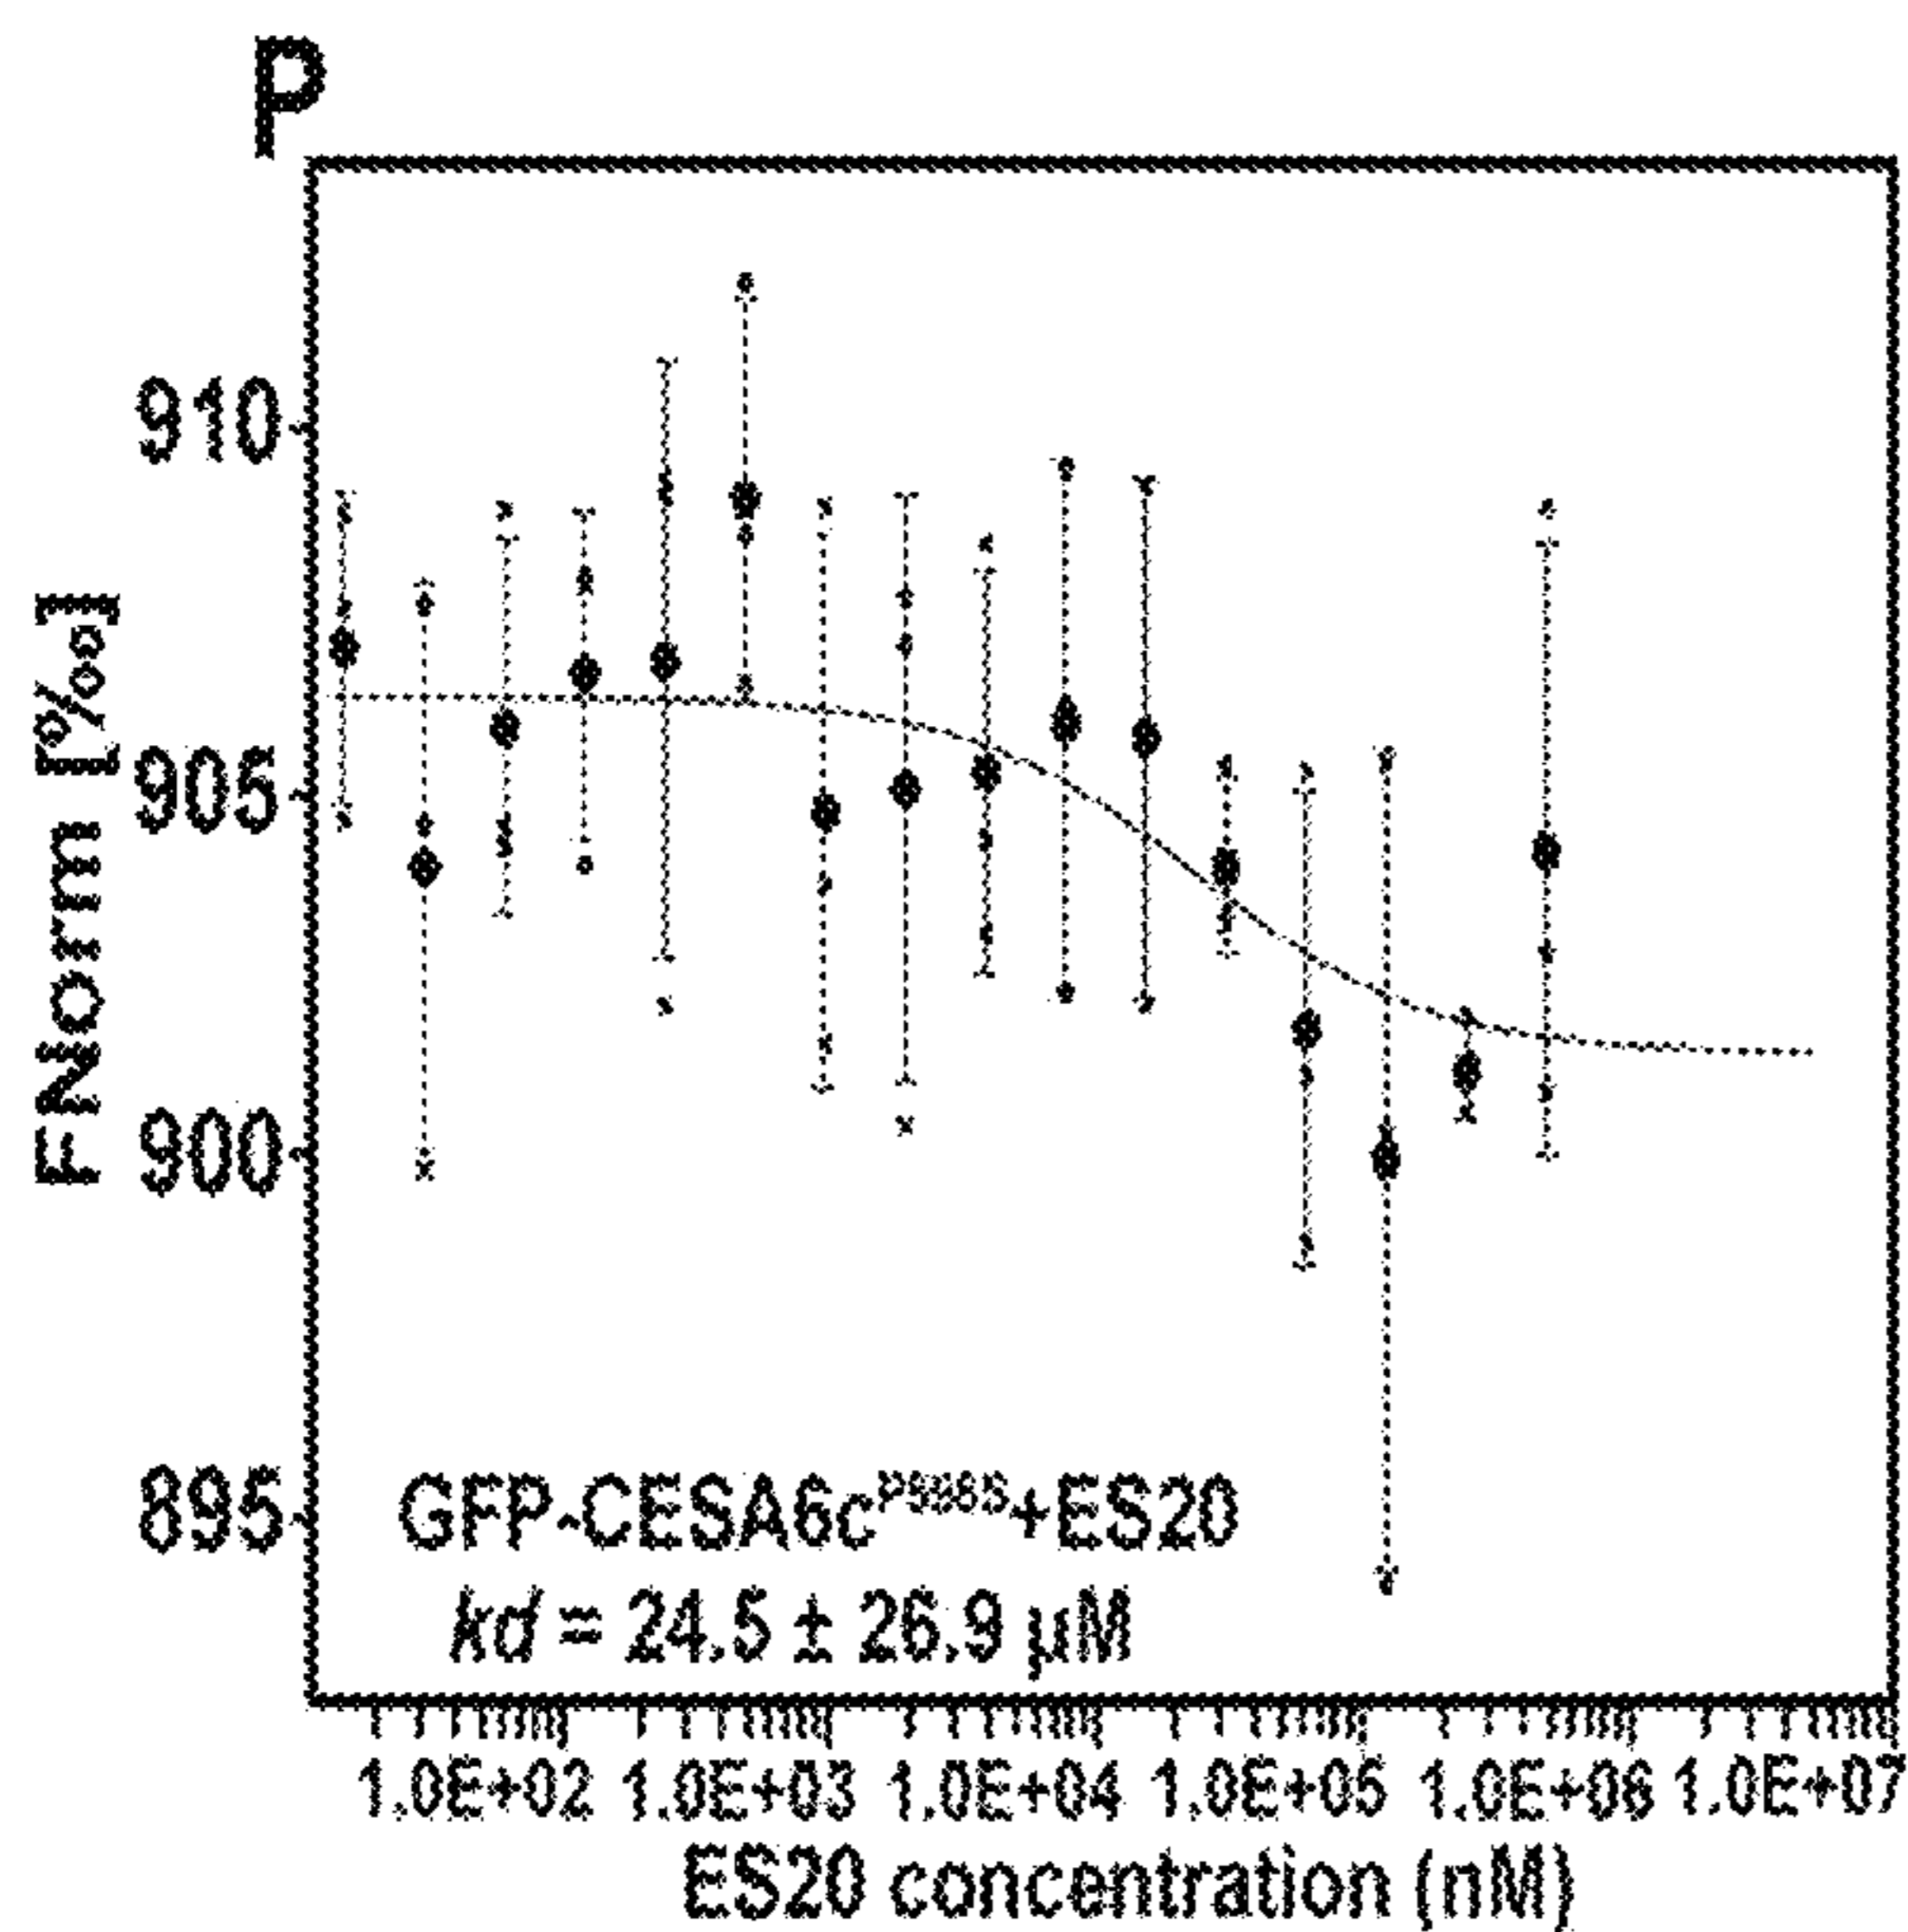 P
F Norm [‰]
910
905
900
895
GFP-CESA6c +ES20
kd = 24.5 ± 26.9 µM
1.0E+02 1.0E+03 1.0E+04 1.0E+05 1.0E+06 1.0E+07
ES20 concentration (nM)